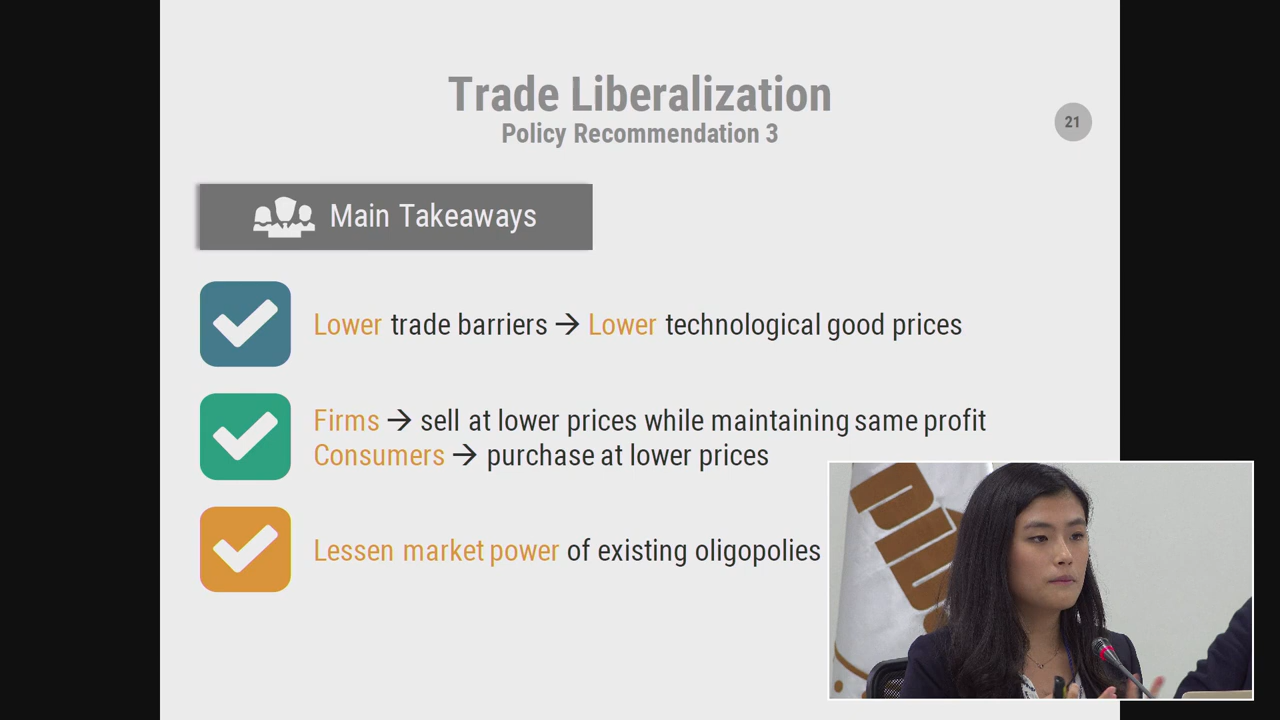 Trade Liberalization
Policy Recommendation 3
21
Main Takeaways
Lower trade barriers → Lower technological good prices
Firms → sell at lower prices while maintaining same profit
Consumers → purchase at lower prices
Lessen market power of existing oligopolies